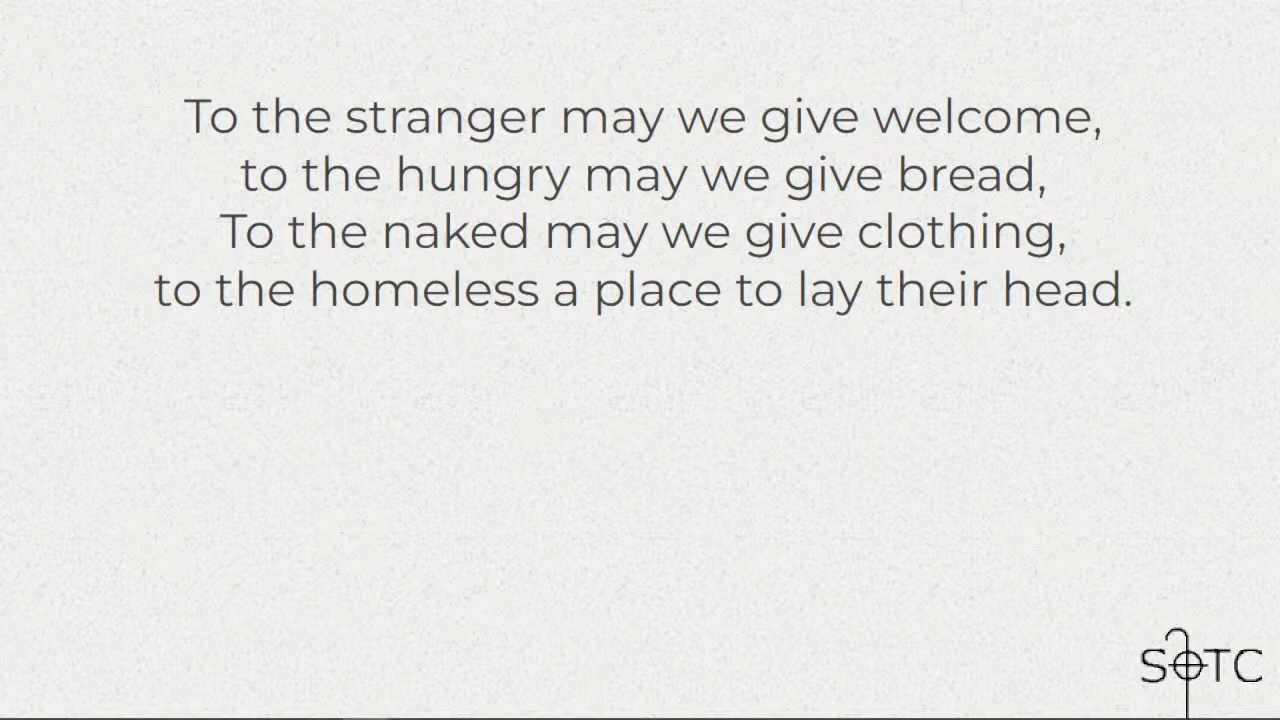 To the stranger may we give welcome,
to the hungry may we give bread,
To the naked may we give clothing,
to the homeless a place to lay their head.
SOTC